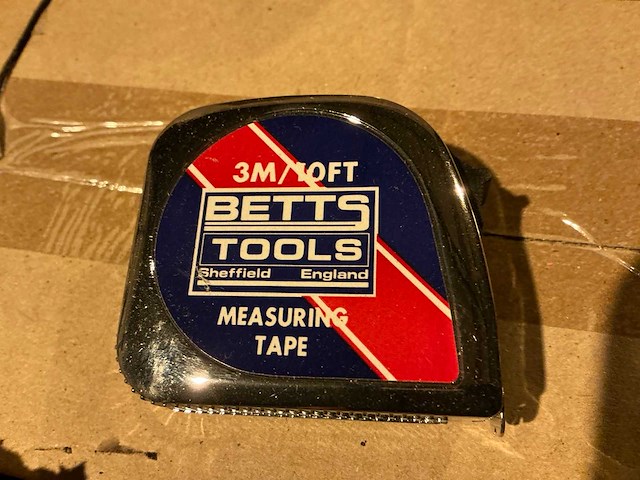 3M/10FT
BETTS
TOOLS
Sheffield England
MEASURING
TAPE